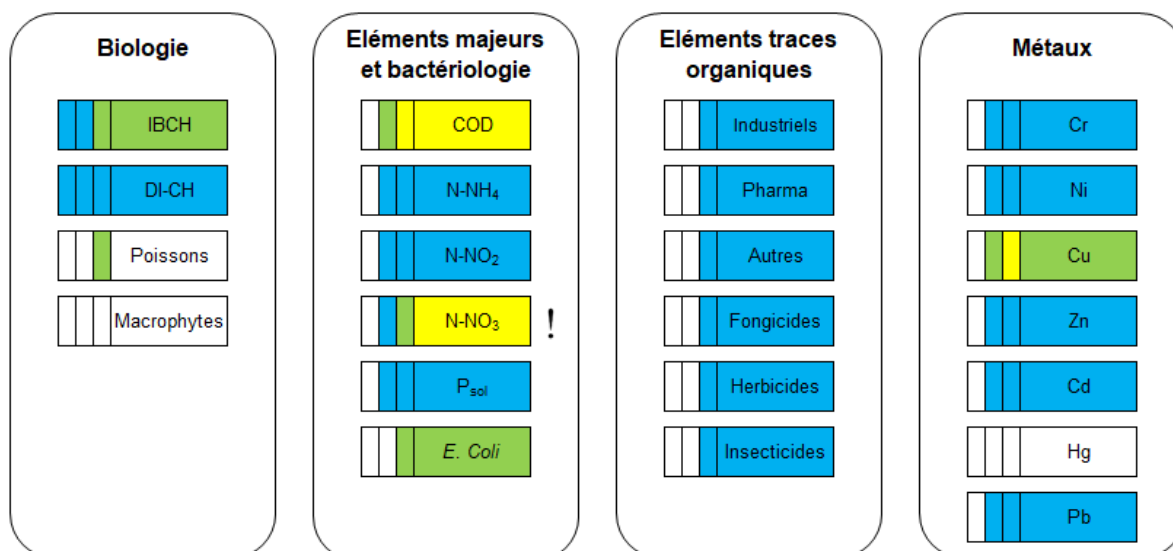 Biologie
IBCH
DI-CH
Poissons
Macrophytes
Eléments majeurs
et bactériologie
COD
N-NH₄
N-NO₂
N-NO₃ !
Psol
E. Coli
Eléments traces
organiques
Industriels
Pharma
Autres
Fongicides
Herbicides
Insecticides
Métaux
Cr
Ni
Cu
Zn
Cd
Hg
Pb